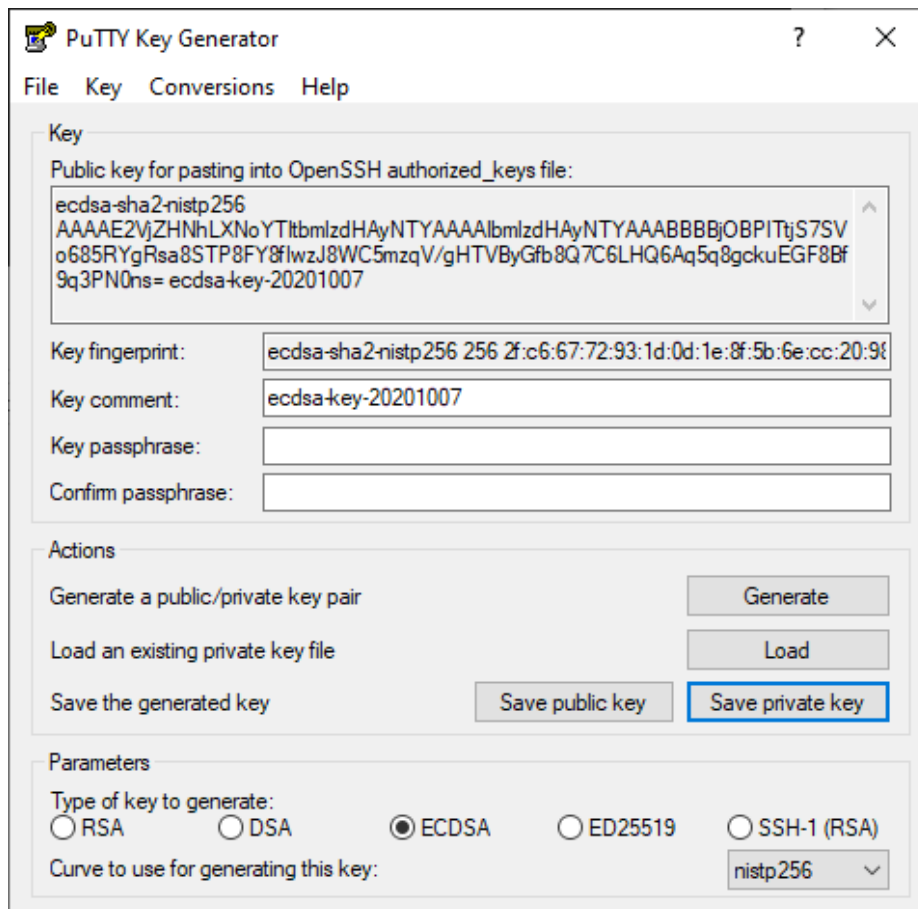 PuTTY Key Generator
?
File Key Conversions Help
Key
Public key for pasting into OpenSSH authorized_keys file:
ecdsa-sha2-nistp256
AAAAE2VjZHNhLXNoYTItbmlzdHAyNTYAAAAIbmlzdHAyNTYAAABBBBjOBPITtjS7SV
o685RYgRsa8STP8FY8flwzJ8WC5mzqV/gHTVByGfb8Q7C6LHQ6Aq5q8gckuEGF8Bf
9q3PN0ns= ecdsa-key-20201007
Key fingerprint: ecdsa-sha2-nistp256 256 2f:c6:67:72:93:1d:0d:1e:8f:5b:6e:cc:20:98
Key comment: ecdsa-key-20201007
Key passphrase:
Confirm passphrase:
Actions
Generate a public/private key pair Generate
Load an existing private key file Load
Save the generated key Save public key Save private key
Parameters
Type of key to generate:
RSA DSA ECDSA ED25519 SSH-1 (RSA)
Curve to use for generating this key: nistp256